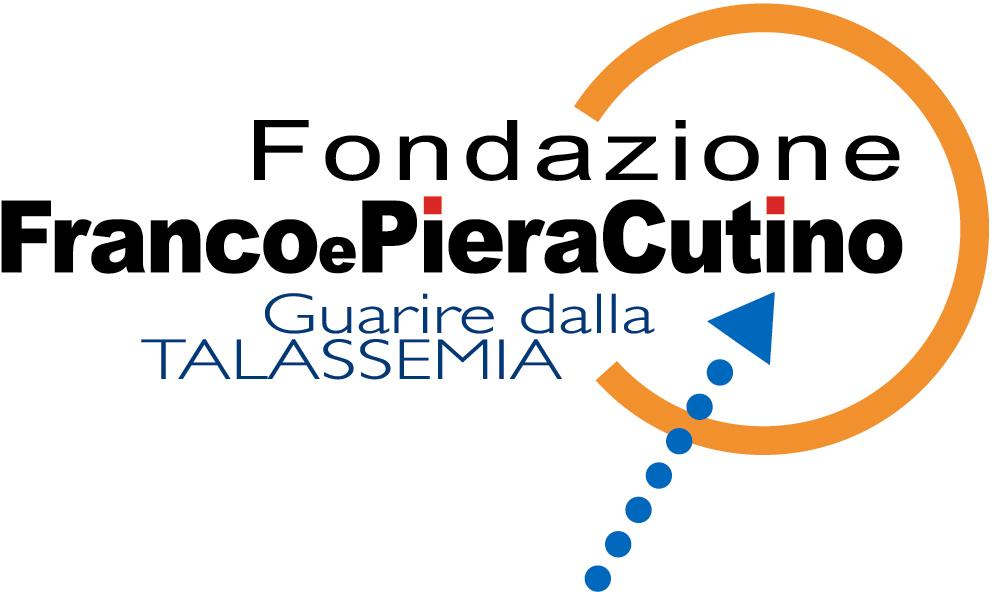 Fondazione
FrancoePieraCutino
Guarire dalla
TALASSEMIA